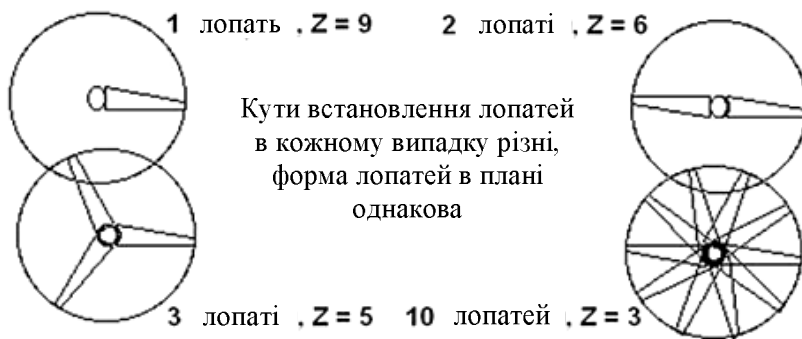 1 лопать , Z = 9
2 лопаті , Z = 6
Кути встановлення лопатей
в кожному випадку різні,
форма лопатей в плані
однакова
3 лопаті , Z = 5
10 лопатей , Z = 3